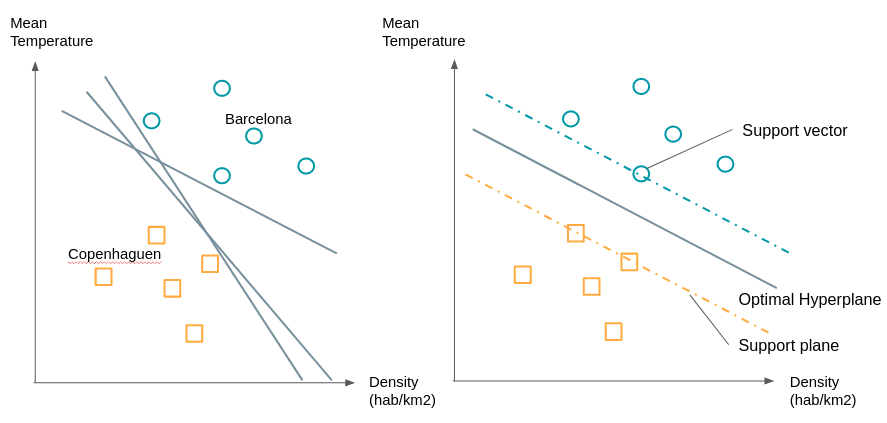 Mean
Temperature
Barcelona
Copenhaguen
Density
(hab/km2)
Mean
Temperature
Support vector
Optimal Hyperplane
Support plane
Density
(hab/km2)